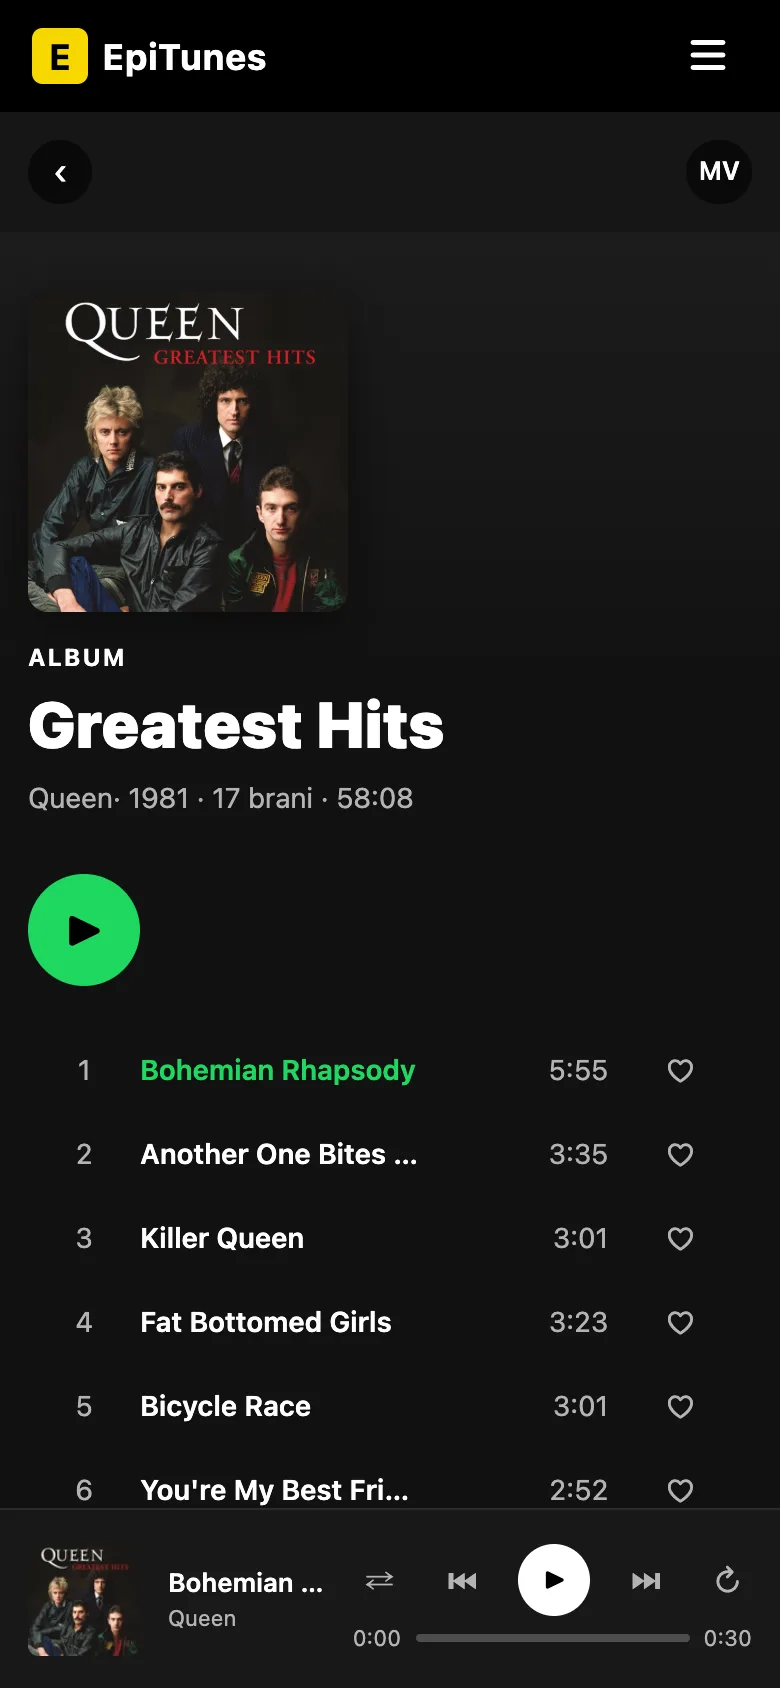 E EpiTunes
‹ MV
QUEEN
GREATEST HITS
ALBUM
Greatest Hits
Queen· 1981 · 17 brani · 58:08
1 Bohemian Rhapsody 5:55
2 Another One Bites ... 3:35
3 Killer Queen 3:01
4 Fat Bottomed Girls 3:23
5 Bicycle Race 3:01
6 You're My Best Fri... 2:52
QUEEN
GREATEST HITS
Bohemian ...
Queen
0:00 0:30